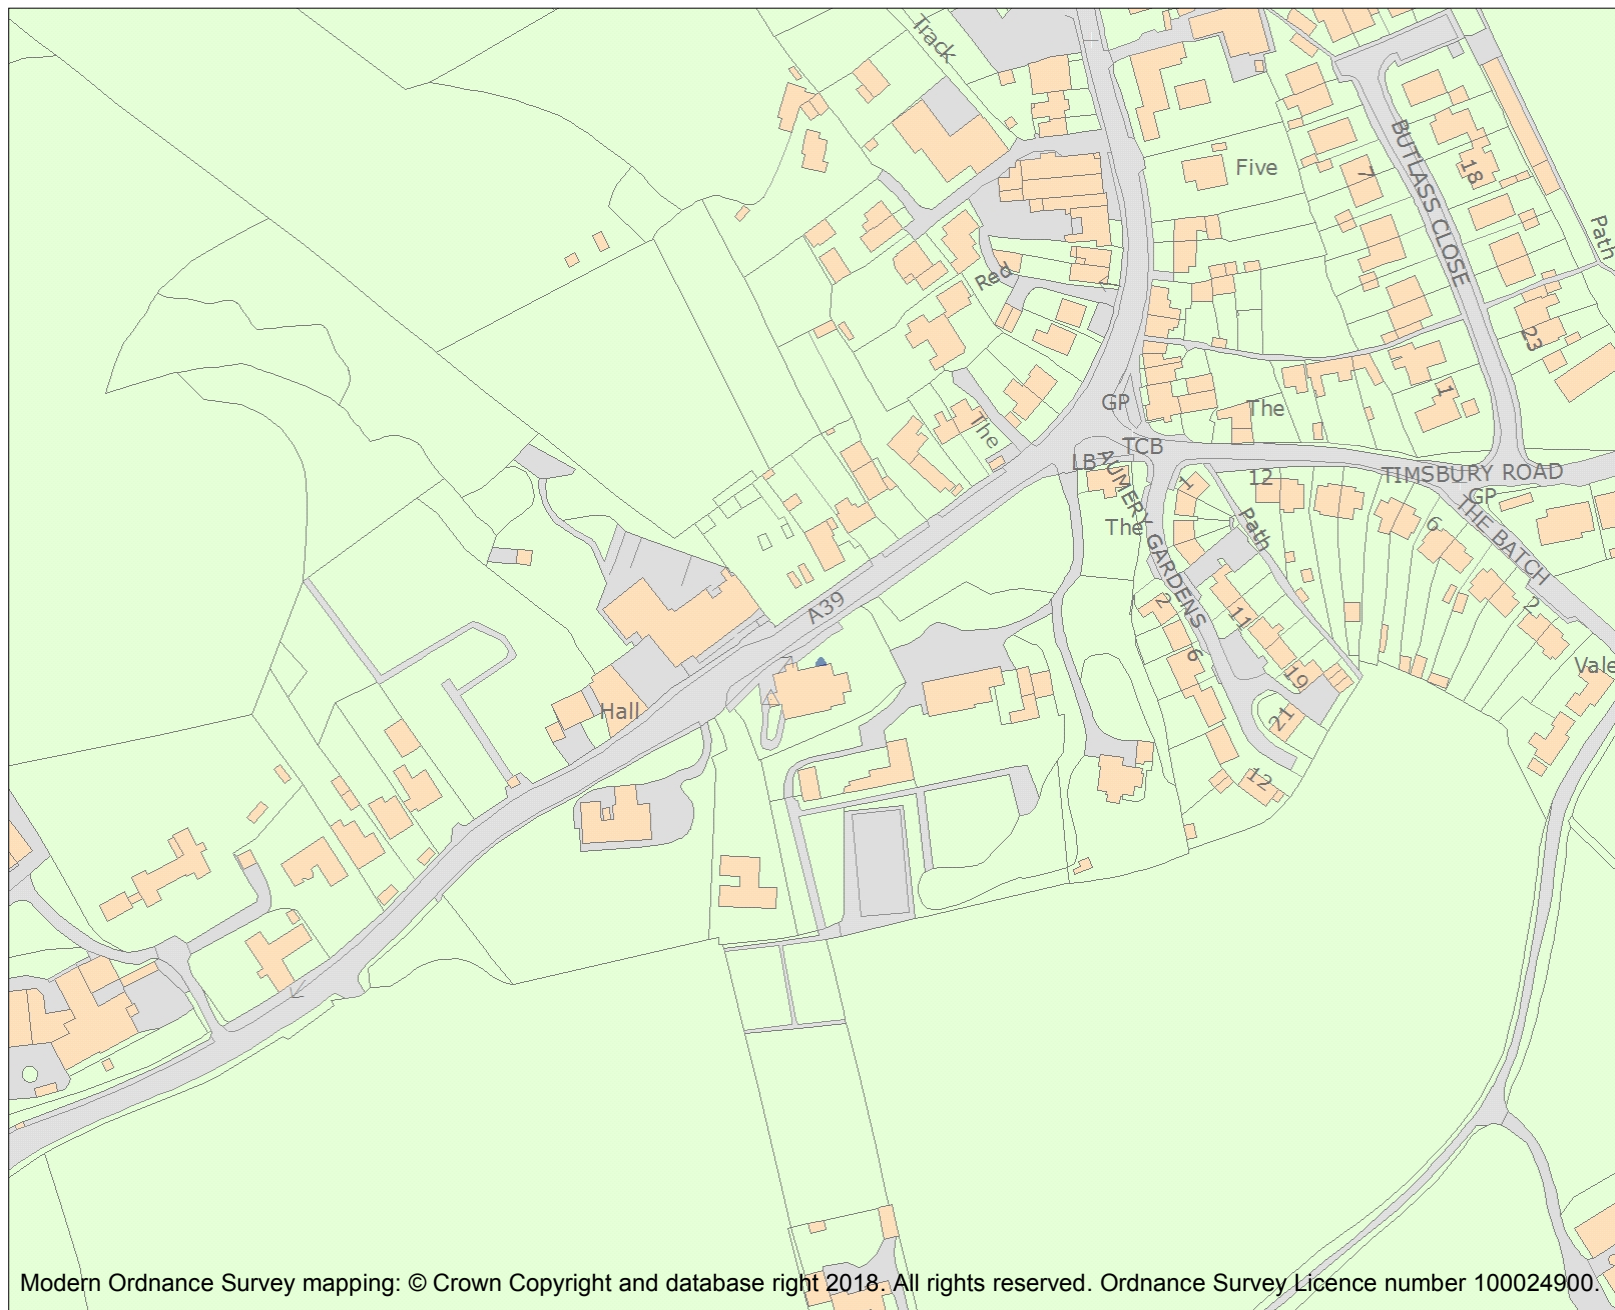 Track
Five
BUTLASS CLOSE
7
18
Path
Red
23
1
The
GP
The
TCB
LB
AUMERY GARDENS
TIMSBURY ROAD
1
12
GP
The
Path
6
THE BATCH
A39
2
11
2
6
19
Vale
Hall
21
12
Modern Ordnance Survey mapping: © Crown Copyright and database right 2018. All rights reserved. Ordnance Survey Licence number 100024900.